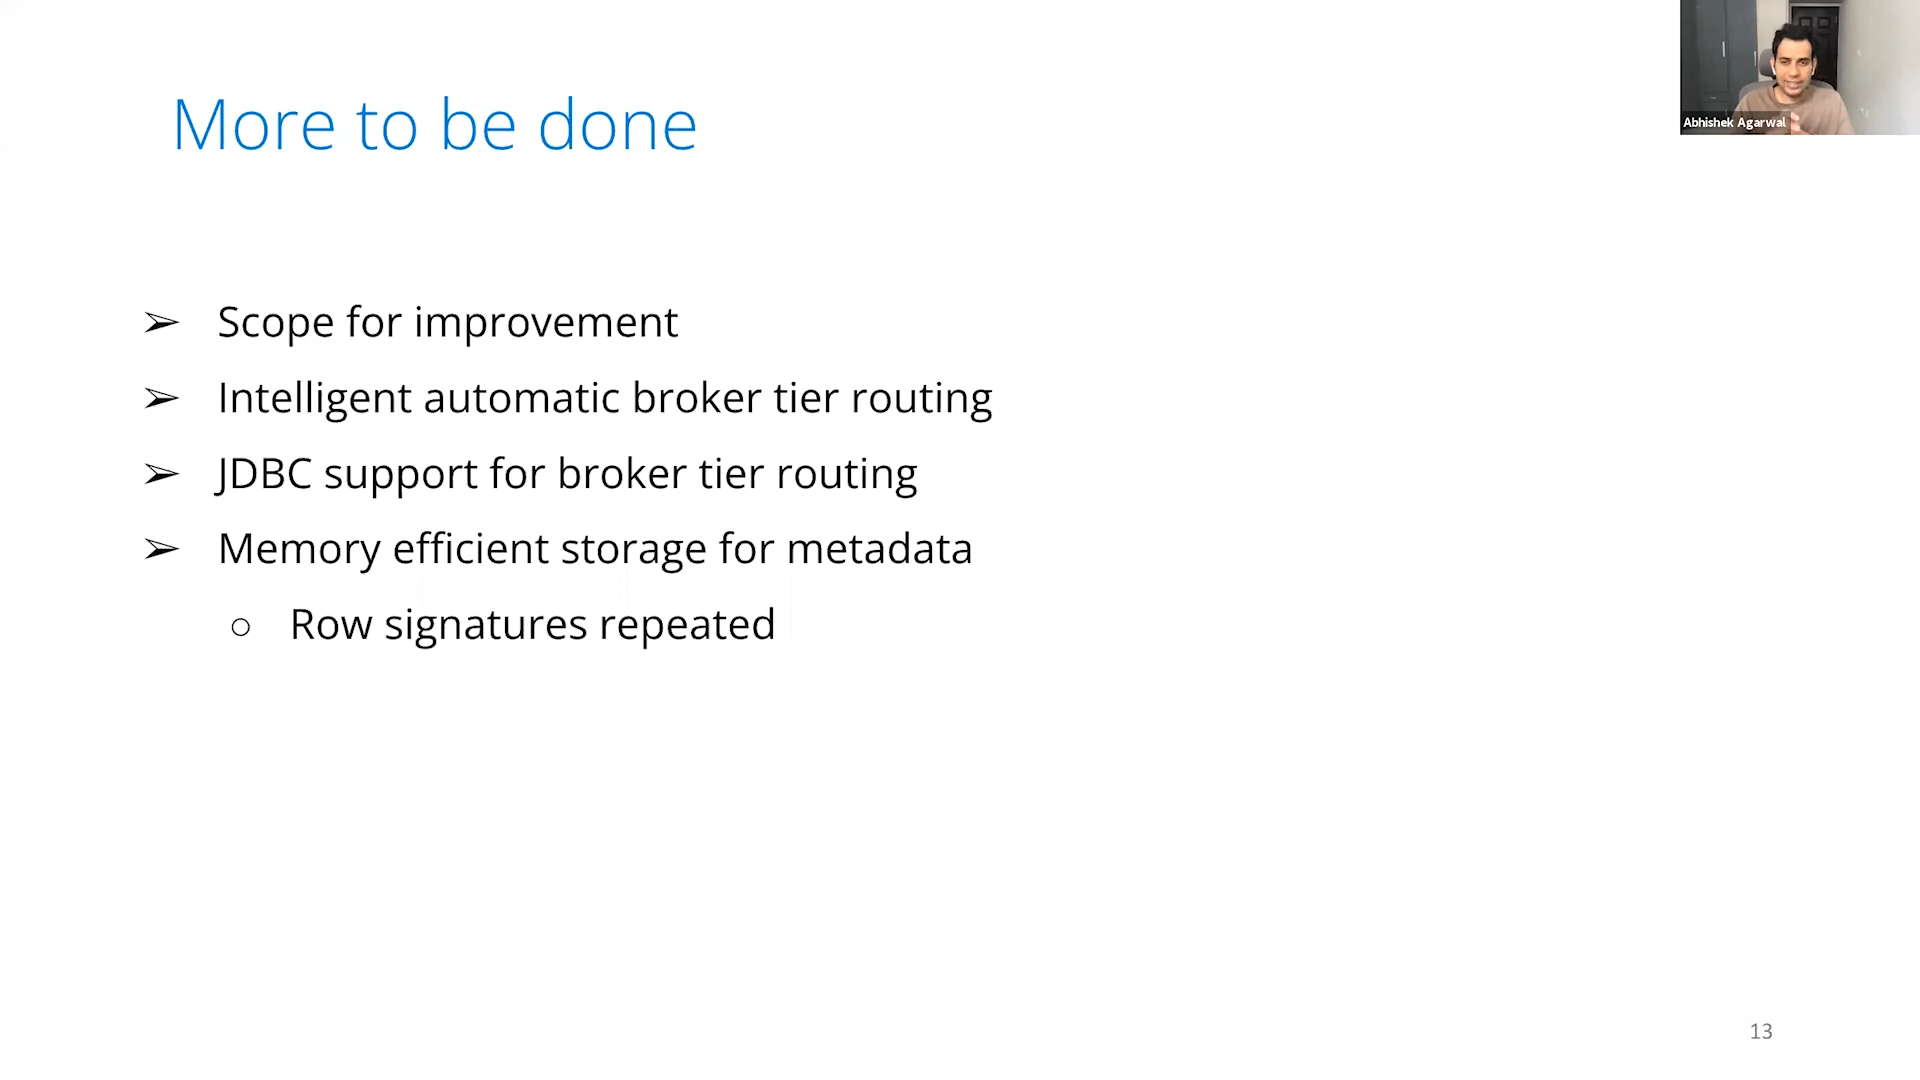 More to be done
Abhishek Agarwal
➢ Scope for improvement
➢ Intelligent automatic broker tier routing
➢ JDBC support for broker tier routing
➢ Memory efficient storage for metadata
○ Row signatures repeated
13